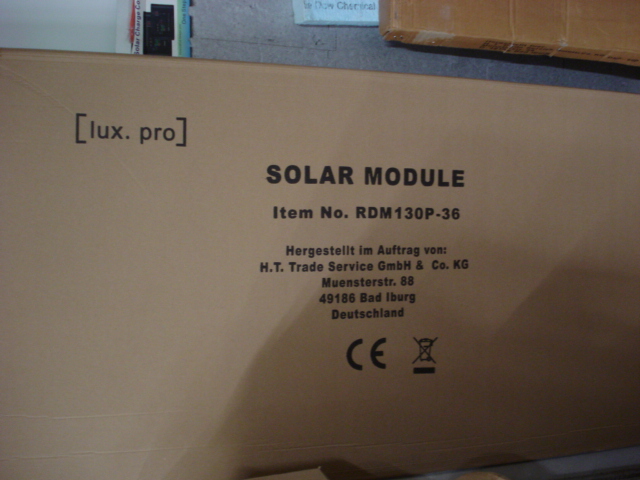 [lux. pro]
SOLAR MODULE
Item No. RDM130P-36
Hergestellt im Auftrag von:
H.T. Trade Service GmbH & Co. KG
Muensterstr. 88
49186 Bad Iburg
Deutschland
CE